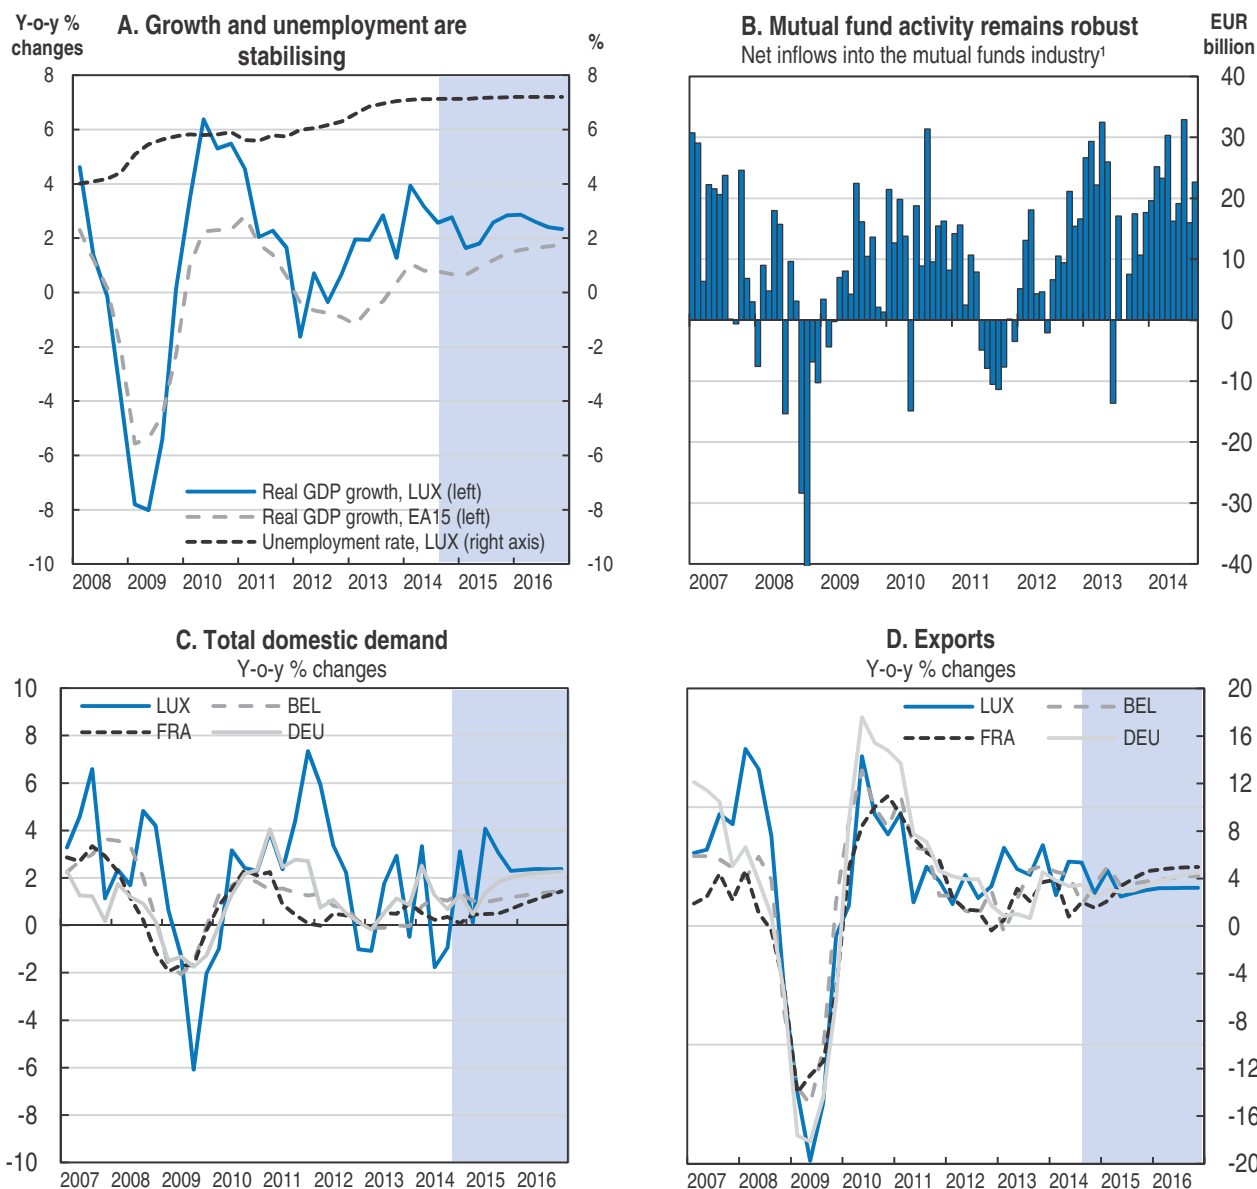 Y-o-y %
changes
A. Growth and unemployment are
stabilising
%
8
6
4
2
0
-2
-4
-6
-8
-10
8
6
4
2
0
-2
-4
-6
-8
-10
Real GDP growth, LUX (left)
Real GDP growth, EA15 (left)
Unemployment rate, LUX (right axis)
2008 2009 2010 2011 2012 2013 2014 2015 2016
B. Mutual fund activity remains robust
Net inflows into the mutual funds industry¹
EUR
billion
40
30
20
10
0
-10
-20
-30
-40
2007 2008 2009 2010 2011 2012 2013 2014
C. Total domestic demand
Y-o-y % changes
10
8
6
4
2
0
-2
-4
-6
-8
-10
LUX BEL
FRA DEU
2007 2008 2009 2010 2011 2012 2013 2014 2015 2016
D. Exports
Y-o-y % changes
LUX BEL
FRA DEU
20
16
12
8
4
0
-4
-8
-12
-16
-20
2007 2008 2009 2010 2011 2012 2013 2014 2015 2016